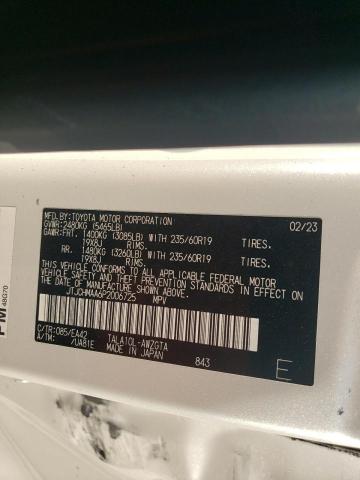 MFD.BY:TOYOTA MOTOR CORPORATION 02/23
GVWR:2480KG (5465LB)
GAWR:FRT. 1400KG (3085LB) WITH 235/60R19 TIRES.
19X8J RIMS.
RR. 1480KG (3260LB) WITH 235/60R19 TIRES.
19X8J RIMS.
THIS VEHICLE CONFORMS TO ALL APPLICABLE FEDERAL MOTOR
VEHICLE SAFETY AND THEFT PREVENTION STANDARDS IN EFFECT ON
THE DATE OF MANUFACTURE SHOWN ABOVE.
JTJCHMAA6P2006725 MPV
C/TR:085/EA42 TALA10L-AWZGTA
A/TM: /UA81E MADE IN JAPAN 843
E
PM 48G70